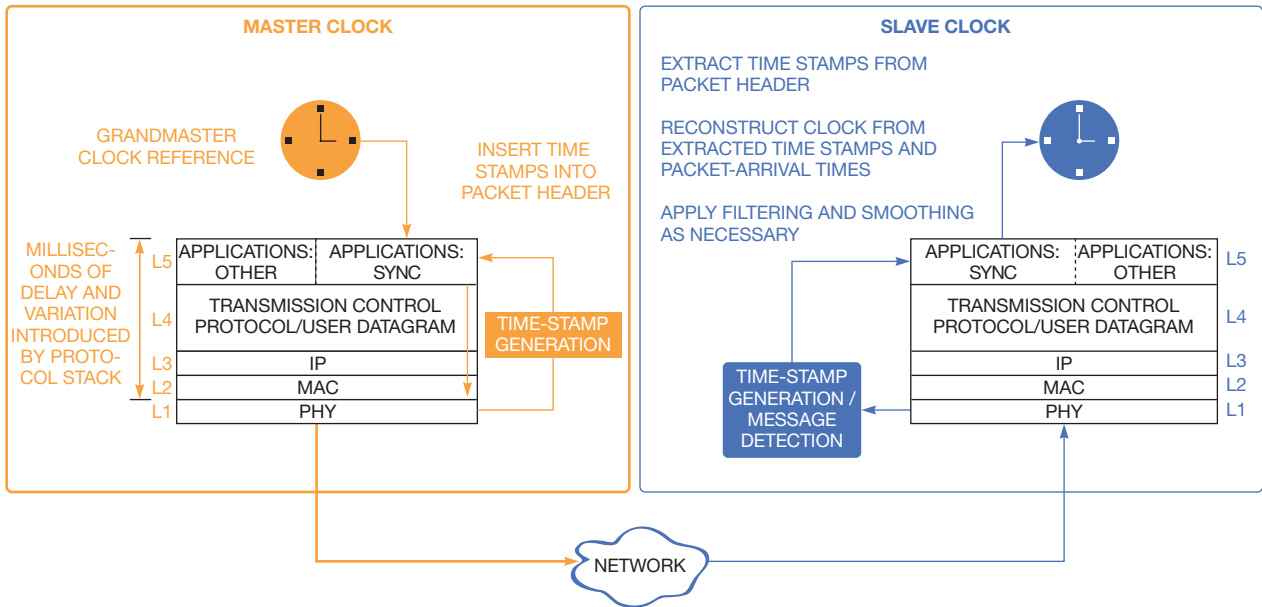 MASTER CLOCK
GRANDMASTER
CLOCK REFERENCE
INSERT TIME
STAMPS INTO
PACKET HEADER
MILLISEC-
ONDS OF
DELAY AND
VARIATION
INTRODUCED
BY PROTO-
COL STACK
L5
APPLICATIONS:
OTHER
APPLICATIONS:
SYNC
L4
TRANSMISSION CONTROL
PROTOCOL/USER DATAGRAM
L3
IP
L2
MAC
L1
PHY
TIME-STAMP
GENERATION
SLAVE CLOCK
EXTRACT TIME STAMPS FROM
PACKET HEADER
RECONSTRUCT CLOCK FROM
EXTRACTED TIME STAMPS AND
PACKET-ARRIVAL TIMES
APPLY FILTERING AND SMOOTHING
AS NECESSARY
APPLICATIONS:
SYNC
APPLICATIONS:
OTHER
L5
TRANSMISSION CONTROL
PROTOCOL/USER DATAGRAM
L4
IP
L3
MAC
L2
PHY
L1
TIME-STAMP
GENERATION /
MESSAGE
DETECTION
NETWORK